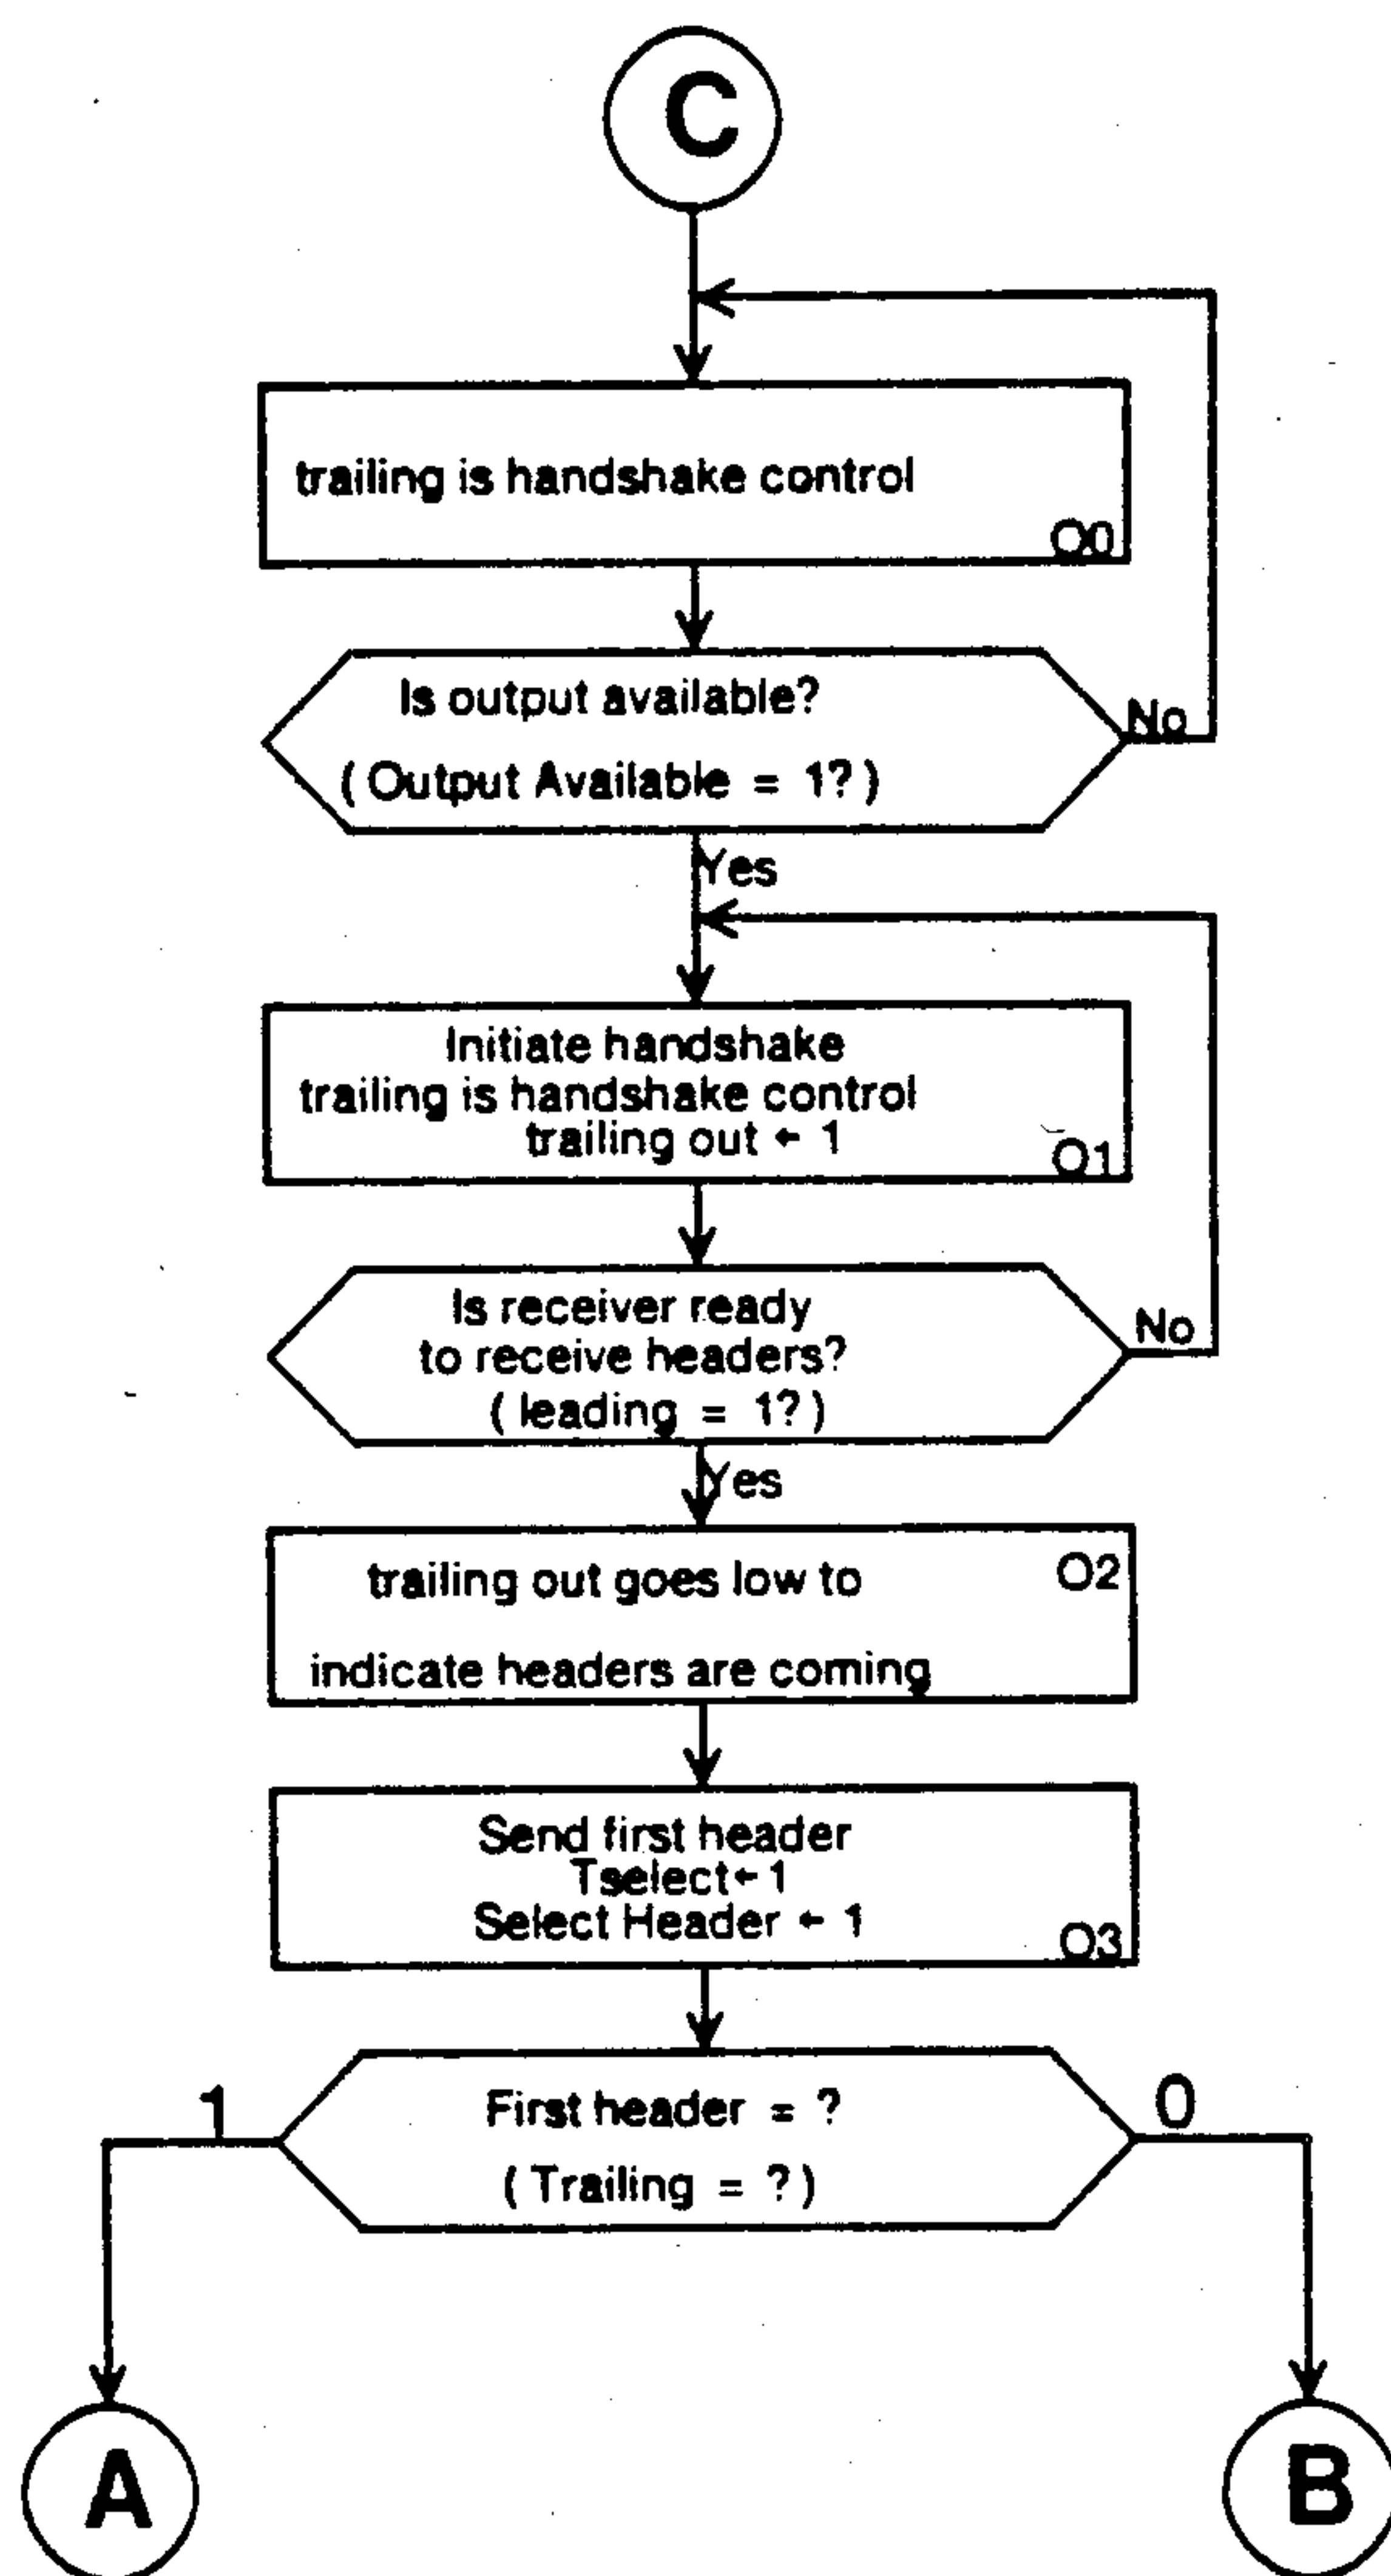 C
trailing is handshake control
O0
Is output available?
No
( Output Available = 1? )
Yes
Initiate handshake
trailing is handshake control
trailing out ← 1
O1
Is receiver ready
to receive headers?
No
( leading = 1? )
Yes
trailing out goes low to
O2
indicate headers are coming
Send first header
Tselect ← 1
Select Header ← 1
O3
1
First header = ?
0
( Trailing = ? )
A
B